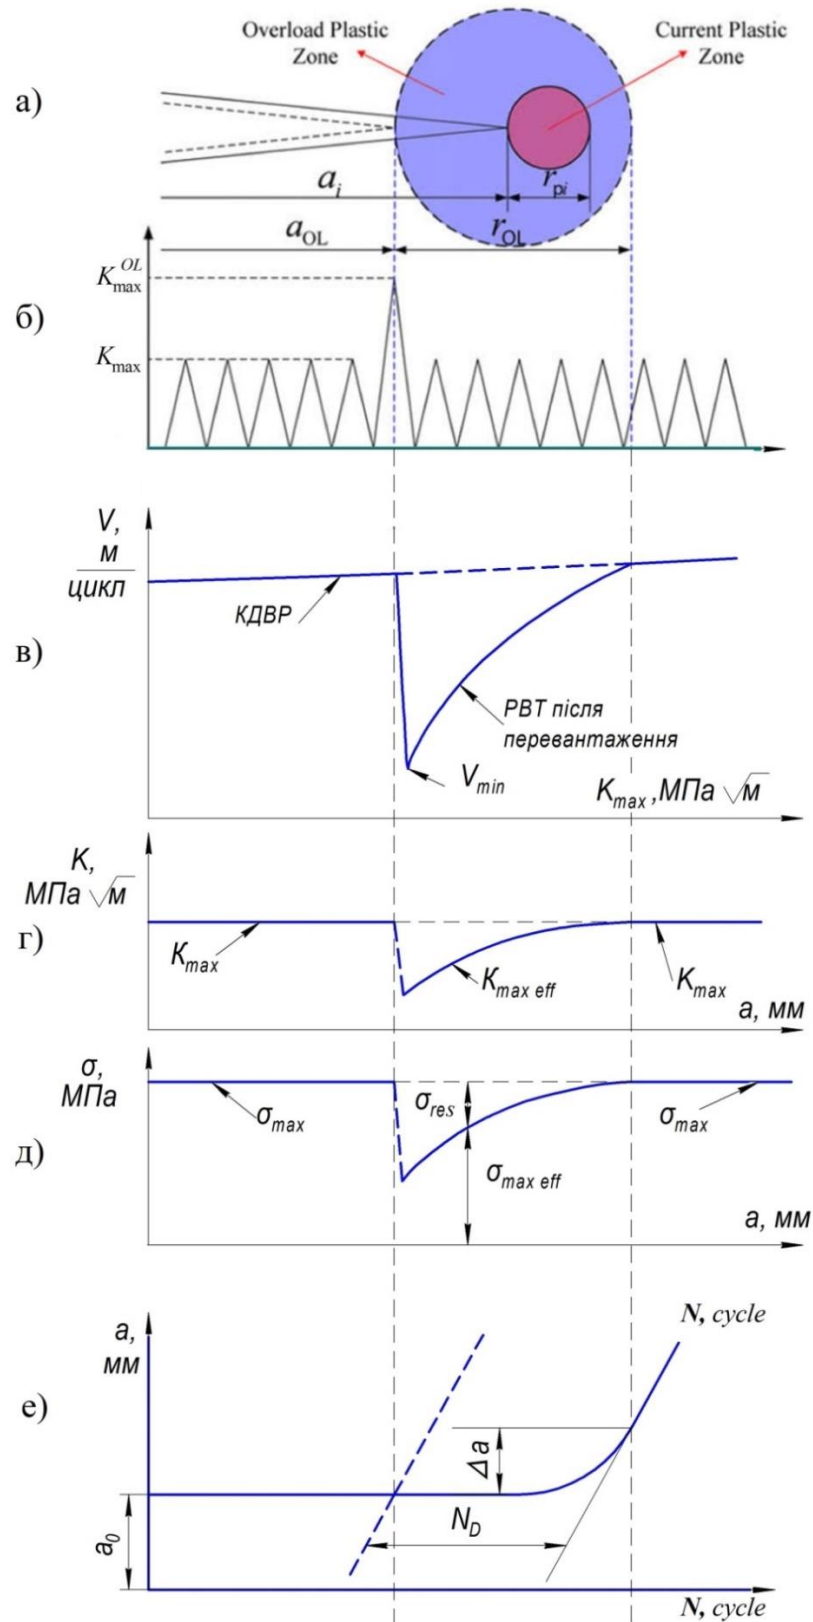 Overload Plastic
Zone
Current Plastic
Zone
а)
a_i
r_pi
a_OL
r_OL
K_max^OL
б)
K_max
V,
м
цикл
КДВР
в)
РВТ після
перевантаження
V_min
K_max, МПа √м
K,
МПа √м
г)
K_max
K_max eff
K_max
a, мм
σ,
МПа
σ_max
σ_res
σ_max
д)
σ_max eff
a, мм
N, cycle
a,
мм
е)
Δa
N_D
a_0
N, cycle